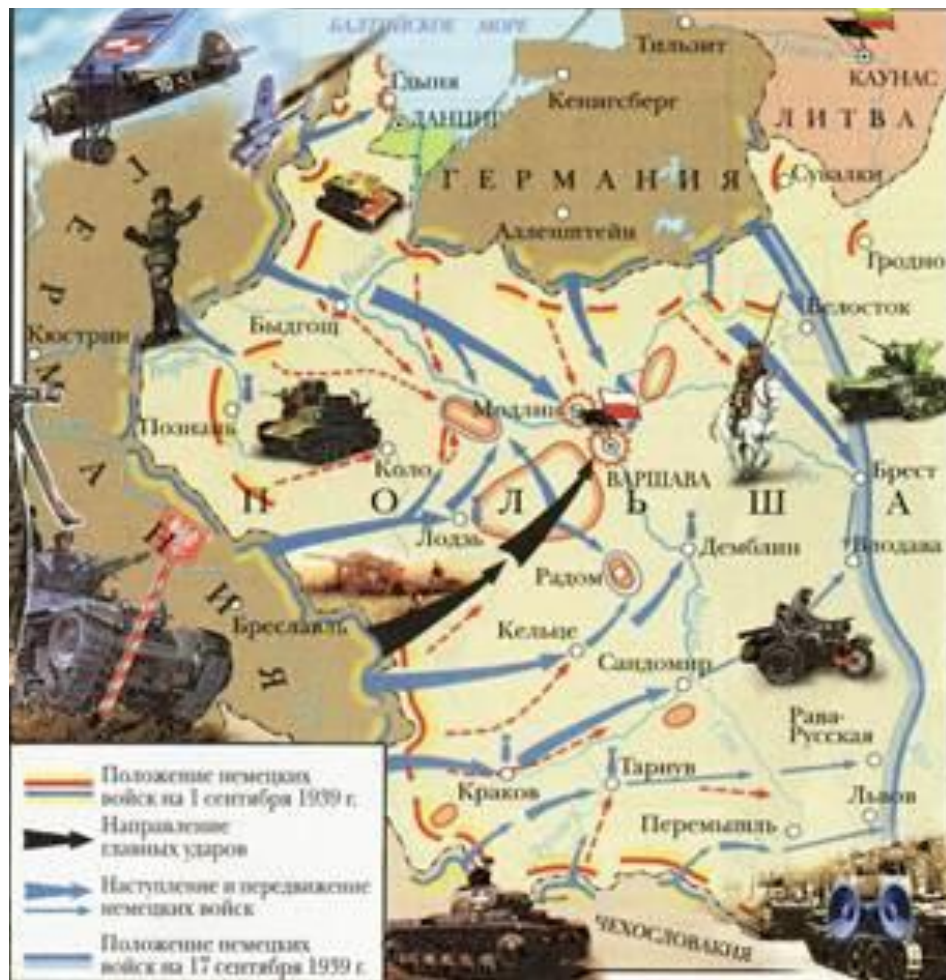 БАЛТИЙСКОЕ МОРЕ
Тильзит
КАУНАС
Гдыня
Кенигсберг
ДАНЦИГ
ЛИТВА
ГЕРМАНИЯ
Сувалки
Алленштейн
Гродно
ГЕРМАНИЯ
Белосток
Быдгощ
Кюстрин
Модлин
Познань
Коло
ВАРШАВА
Брест
ПОЛЬША
Лодзь
Демблин
Влодава
Радом
Бреславль
Кельце
Сандомир
Рава-
Русская
Краков
Тарнув
Львов
Перемышль
ЧЕХОСЛОВАКИЯ
Положение немецких
войск на 1 сентября 1939 г.
Направление
главных ударов
Наступление и передвижение
немецких войск
Положение немецких
войск на 17 сентября 1939 г.